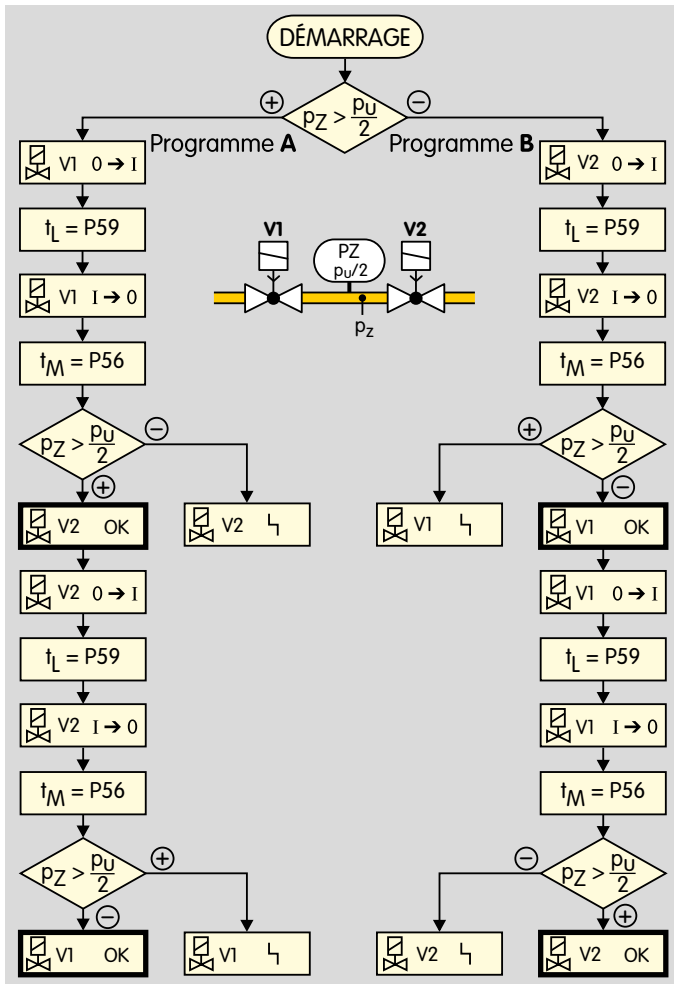 DÉMARRAGE
pZ > pu/2
+ −
Programme A Programme B
V1 0 → I
V2 0 → I
tL = P59
tL = P59
V1 I → 0
V2 I → 0
tM = P56
tM = P56
V1 V2
PZ
pu/2
pz
pZ > pu/2
−
+
pZ > pu/2
+
−
V2 OK
V2
V1
V1 OK
V2 0 → I
V1 0 → I
tL = P59
tL = P59
V2 I → 0
V1 I → 0
tM = P56
tM = P56
pZ > pu/2
+
−
pZ > pu/2
−
+
V1 OK
V1
V2
V2 OK